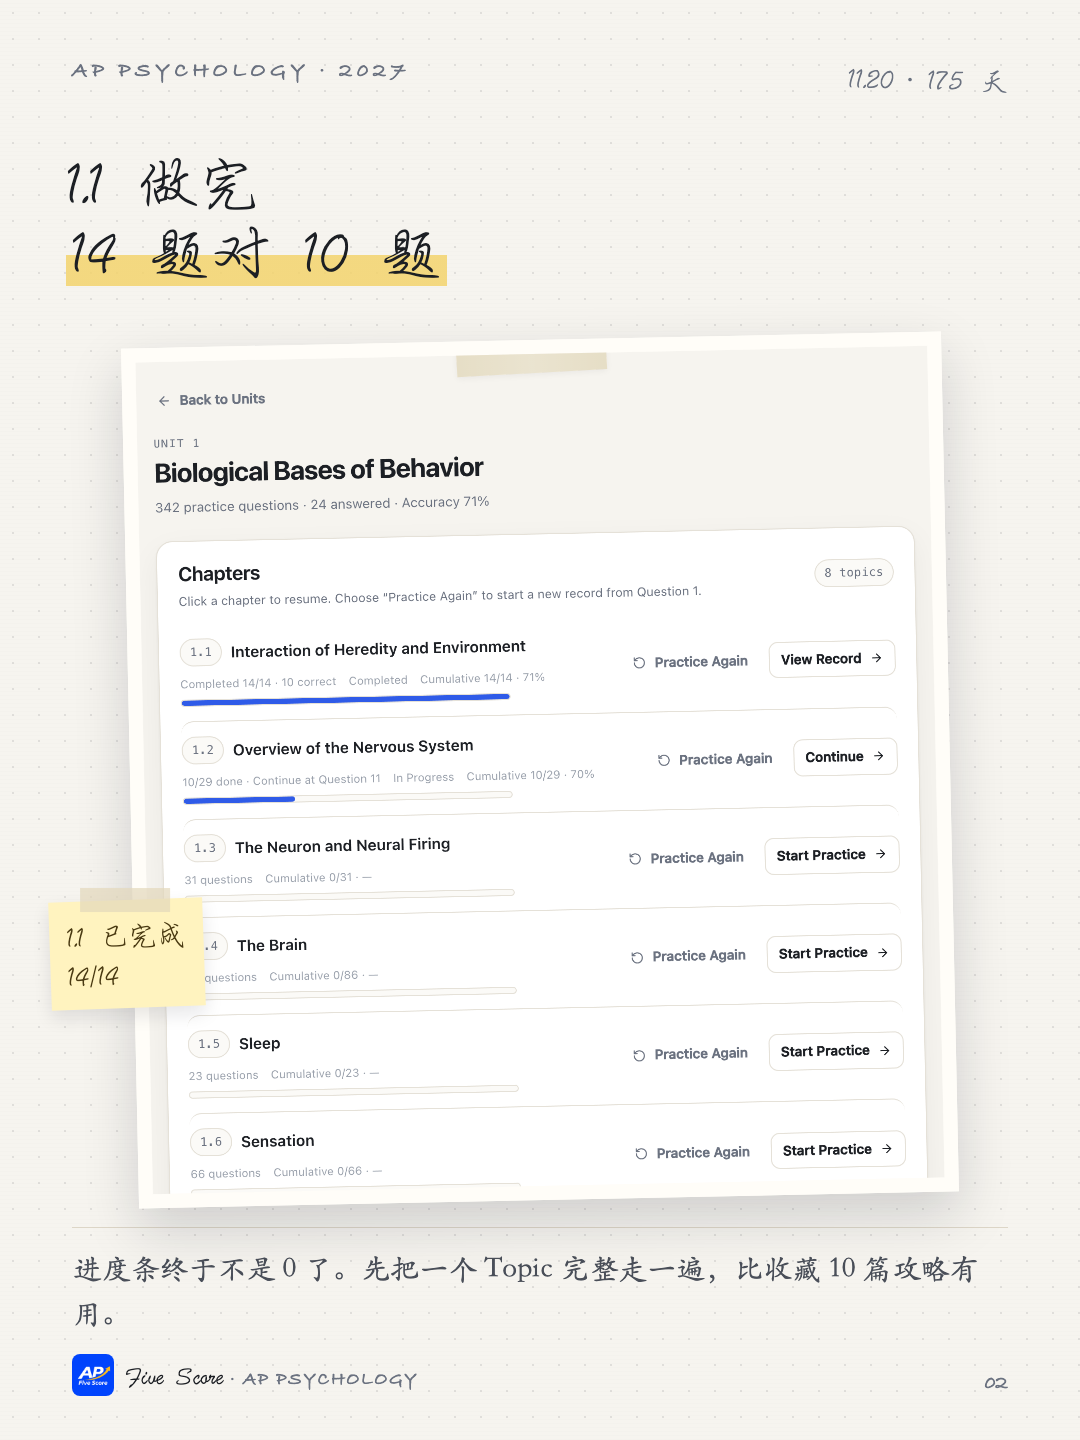 AP PSYCHOLOGY · 2027
11.20 · 175 天
1.1 做完
14 题对 10 题
← Back to Units
UNIT 1
Biological Bases of Behavior
342 practice questions · 24 answered · Accuracy 71%
Chapters
8 topics
Click a chapter to resume. Choose “Practice Again” to start a new record from Question 1.
1.1 Interaction of Heredity and Environment
Practice Again
View Record →
Completed 14/14 · 10 correct Completed Cumulative 14/14 · 71%
1.2 Overview of the Nervous System
Practice Again
Continue →
10/29 done · Continue at Question 11 In Progress Cumulative 10/29 · 70%
1.3 The Neuron and Neural Firing
Practice Again
Start Practice →
31 questions Cumulative 0/31 · —
.4 The Brain
Practice Again
Start Practice →
questions Cumulative 0/86 · —
1.1 已完成
14/14
1.5 Sleep
Practice Again
Start Practice →
23 questions Cumulative 0/23 · —
1.6 Sensation
Practice Again
Start Practice →
66 questions Cumulative 0/66 · —
进度条终于不是 0 了。先把一个 Topic 完整走一遍，比收藏 10 篇攻略有
用。
AP
Five Score
Five Score · AP PSYCHOLOGY
02